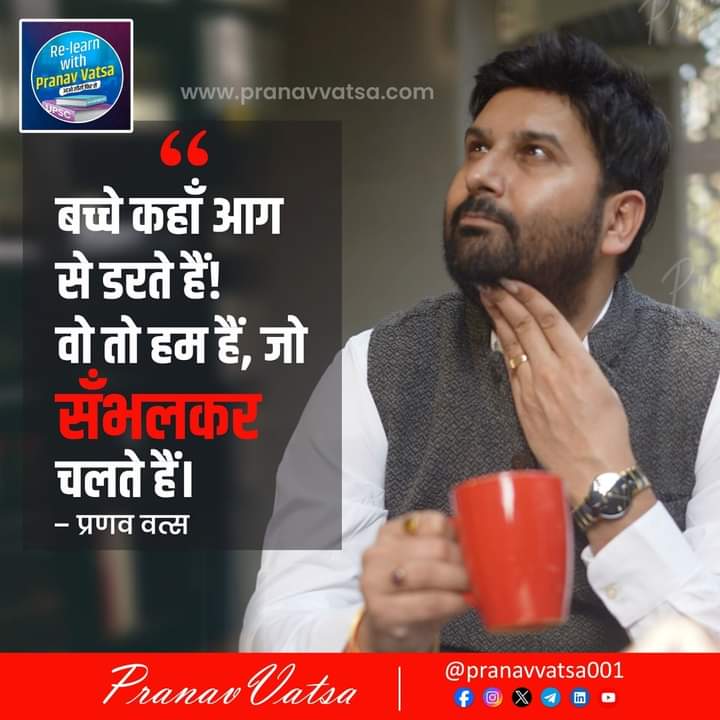 Re-learn
with
Pranav Vatsa
UPSC
www.pranavvatsa.com
“
बच्चे कहाँ आग
से डरते हैं!
वो तो हम हैं, जो
सँभलकर
चलते हैं।
– प्रणव वत्स
Pranav Vatsa
@pranavvatsa001